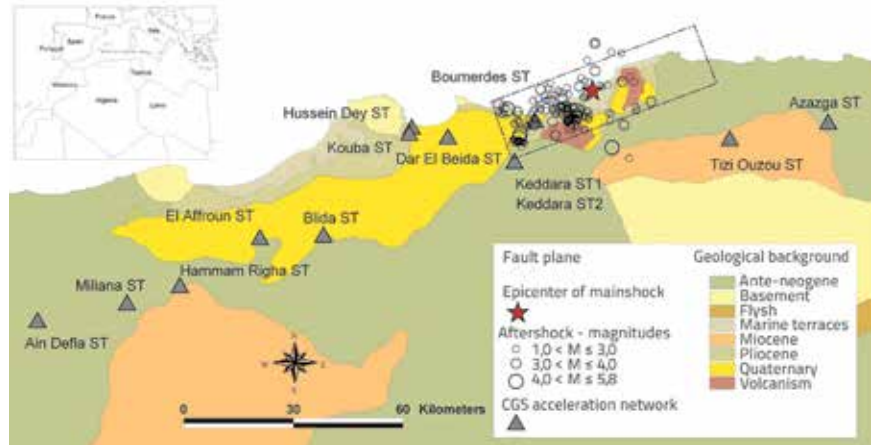 France
Spain
Italy
Portugal
Morocco
Tunisia
Algeria
Boumerdes ST
Hussein Dey ST
Azazga ST
Kouba ST
Dar El Beida ST
Tizi Ouzou ST
Keddara ST1
Keddara ST2
El Affroun ST
Blida ST
Hammam Righa ST
Miliana ST
Ain Defla ST
0 30 60 Kilometers
Fault plane
Epicenter of mainshock
Aftershock - magnitudes
1,0 < M ≤ 3,0
3,0 < M ≤ 4,0
4,0 < M ≤ 5,8
CGS acceleration network
Geological background
Ante-neogene
Basement
Flysh
Marine terraces
Miocene
Pliocene
Quaternary
Volcanism